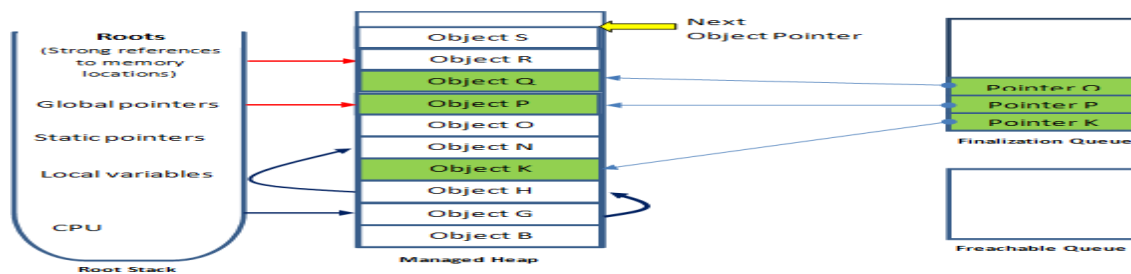 Roots
(Strong references
to memory
locations)
Global pointers
Static pointers
Local variables
CPU
Root Stack
Object S
Object R
Object Q
Object P
Object O
Object N
Object K
Object H
Object G
Object B
Managed Heap
Next
Object Pointer
Pointer Q
Pointer P
Pointer K
Finalization Queue
Freachable Queue